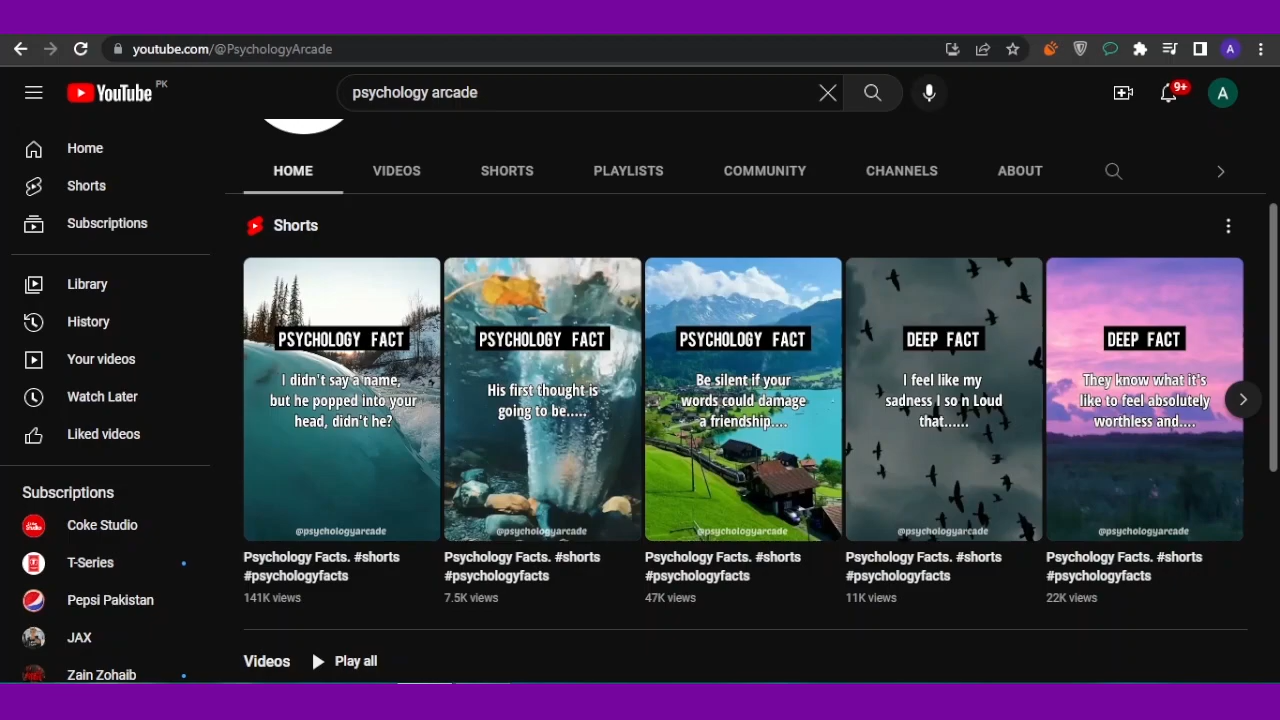 youtube.com/@PsychologyArcade
A
YouTube PK
psychology arcade
9+
A
Home
Shorts
Subscriptions
Library
History
Your videos
Watch Later
Liked videos
Subscriptions
Coke Studio
T-Series
Pepsi Pakistan
JAX
Zain Zohaib
HOME VIDEOS SHORTS PLAYLISTS COMMUNITY CHANNELS ABOUT
Shorts
PSYCHOLOGY FACT
I didn't say a name,
but he popped into your
head, didn't he?
@psychologyarcade
Psychology Facts. #shorts
#psychologyfacts
141K views
PSYCHOLOGY FACT
His first thought is
going to be.....
@psychologyarcade
Psychology Facts. #shorts
#psychologyfacts
7.5K views
PSYCHOLOGY FACT
Be silent if your
words could damage
a friendship....
@psychologyarcade
Psychology Facts. #shorts
#psychologyfacts
47K views
DEEP FACT
I feel like my
sadness I so n Loud
that......
@psychologyarcade
Psychology Facts. #shorts
#psychologyfacts
11K views
DEEP FACT
They know what it's
like to feel absolutely
worthless and....
@psychologyarcade
Psychology Facts. #shorts
#psychologyfacts
22K views
Videos Play all